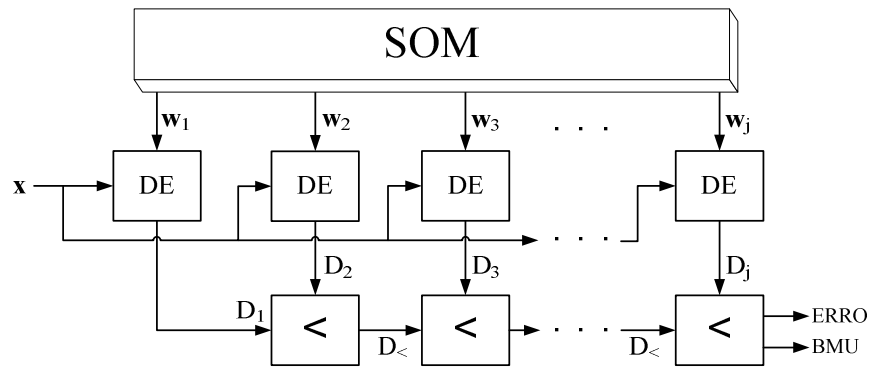 SOM
w1 w2 w3 . . . wj
x DE DE DE DE
. . .
D2 D3 Dj
D1 < < . . . < ERRO
D< D< BMU